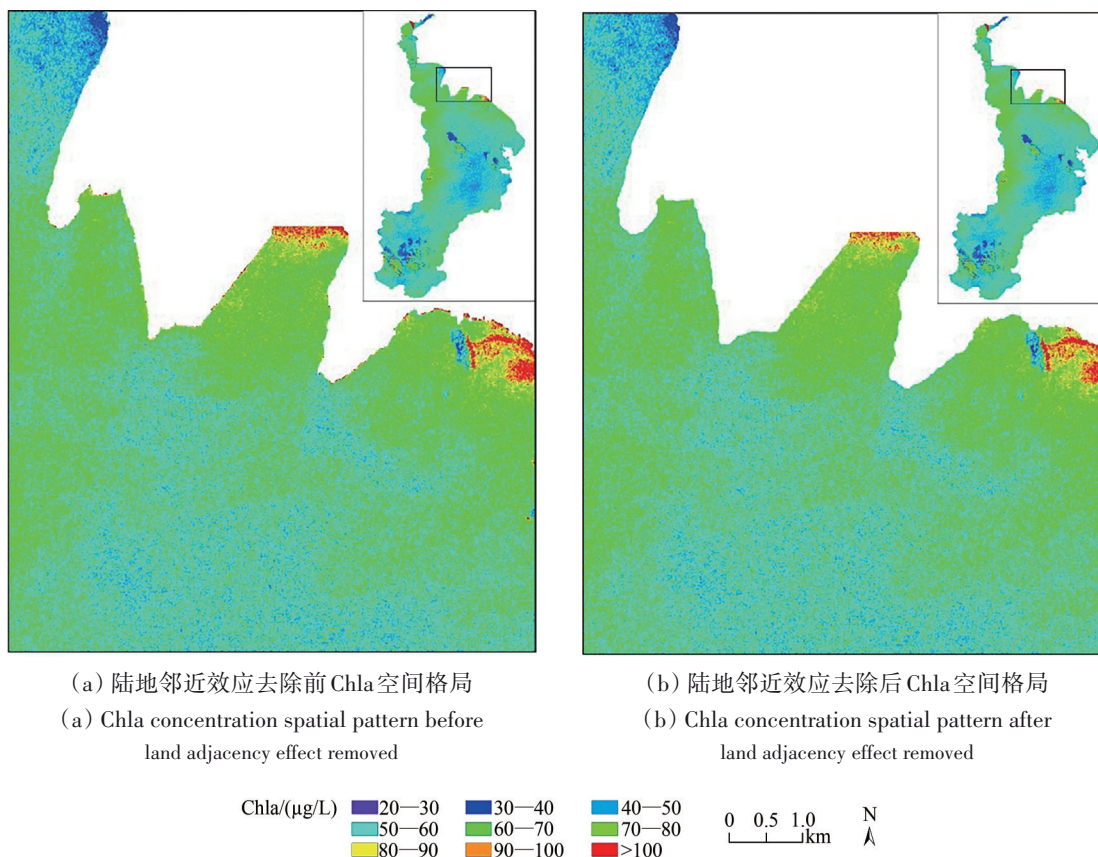 (a) 陆地邻近效应去除前Chla空间格局
(a) Chla concentration spatial pattern before
land adjacency effect removed
(b) 陆地邻近效应去除后Chla空间格局
(b) Chla concentration spatial pattern after
land adjacency effect removed
Chla/(μg/L) 20—30 30—40 40—50
50—60 60—70 70—80
80—90 90—100 >100
0 0.5 1.0
km
N